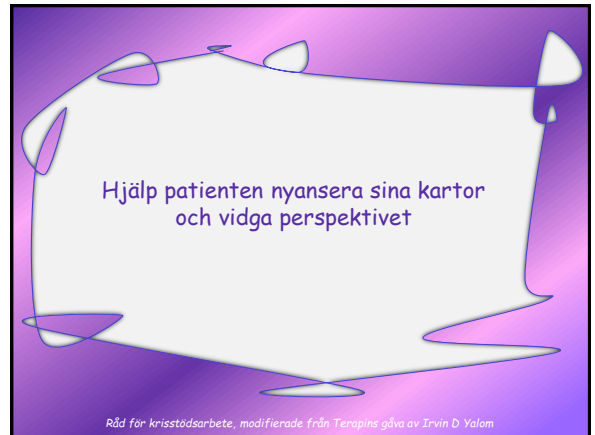 Hjälp patienten nyansera sina kartor
och vidga perspektivet
Råd för krisstödsarbete, modifierade från Terapins gåva av Irvin D Yalom